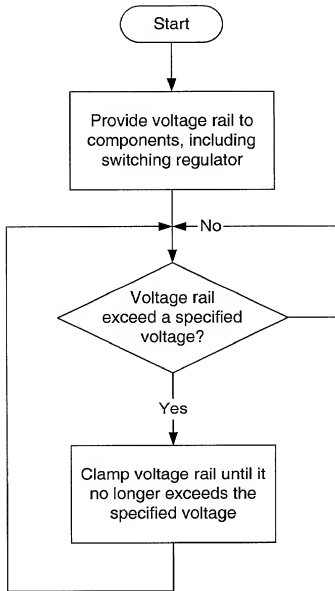 Start
Provide voltage rail to
components, including
switching regulator
No
Voltage rail
exceed a specified
voltage?
Yes
Clamp voltage rail until it
no longer exceeds the
specified voltage